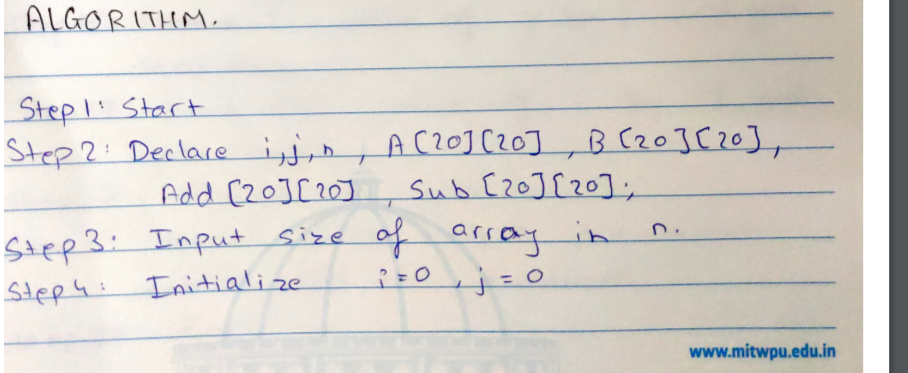 ALGORITHM.
Step 1: Start
Step 2: Declare i,j,n , A [20][20] , B [20][20],
Add [20][20] , Sub [20][20];
Step 3: Input size of array in n.
Step 4: Initialize i=0 , j=0
www.mitwpu.edu.in